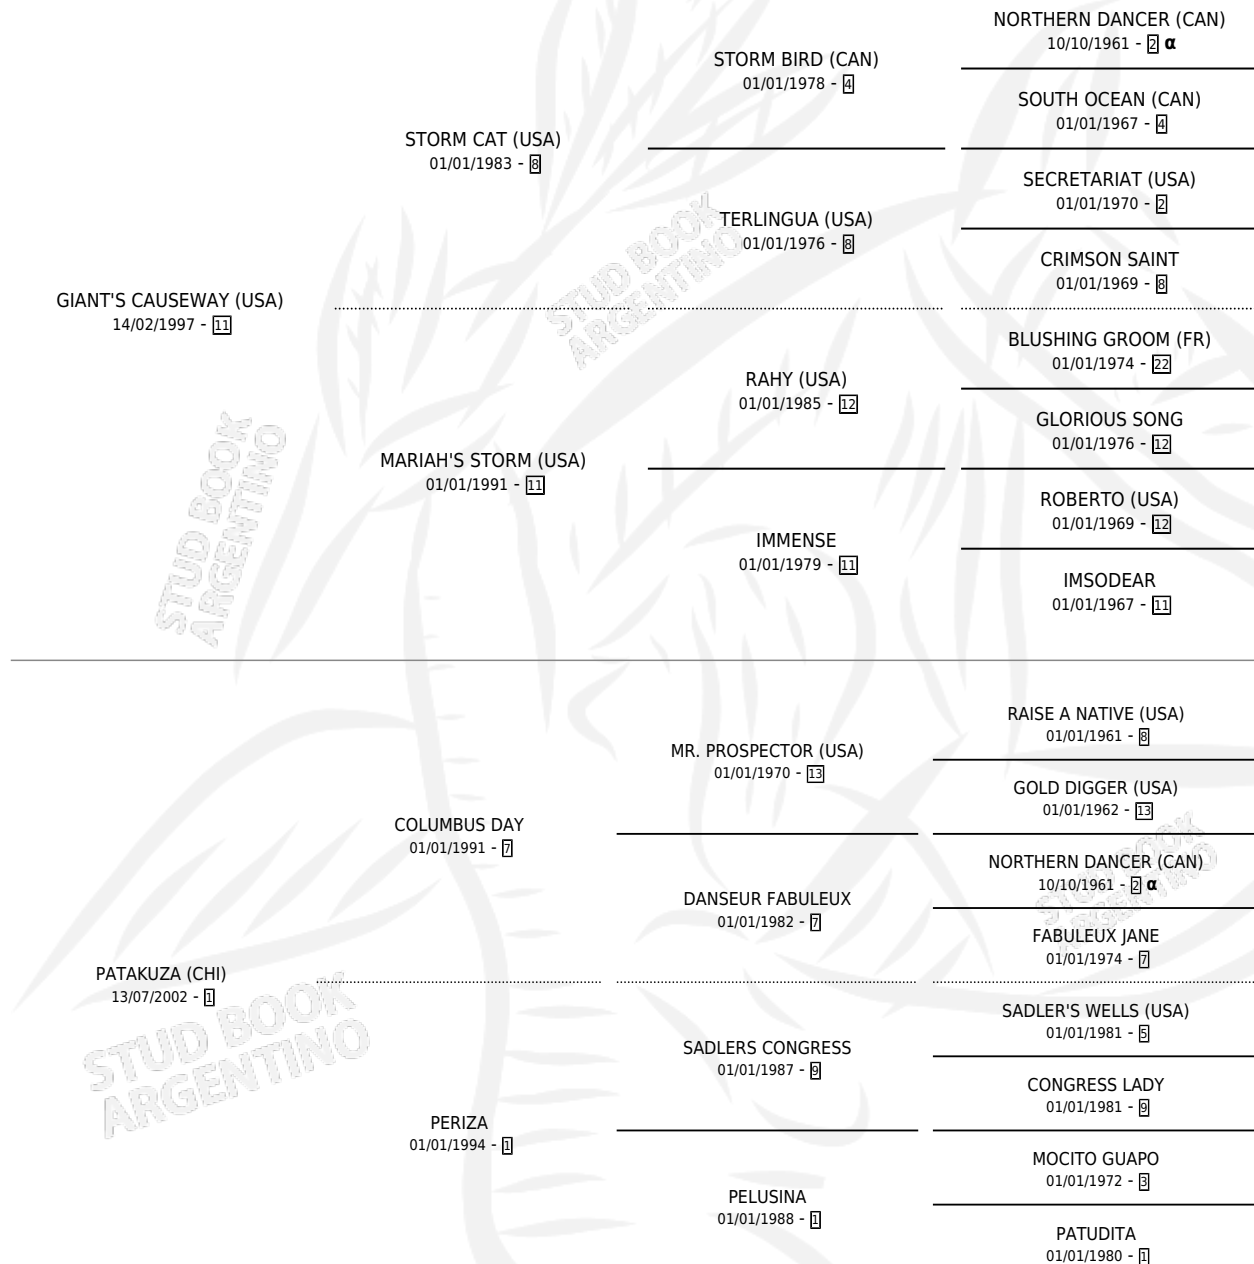 NORTHERN DANCER (CAN)
10/10/1961 - 2 α
STORM BIRD (CAN)
01/01/1978 - 4
SOUTH OCEAN (CAN)
01/01/1967 - 4
STORM CAT (USA)
01/01/1983 - 8
SECRETARIAT (USA)
01/01/1970 - 2
TERLINGUA (USA)
01/01/1976 - 8
CRIMSON SAINT
01/01/1969 - 8
STUD BOOK
ARGENTINO
GIANT'S CAUSEWAY (USA)
14/02/1997 - 11
BLUSHING GROOM (FR)
01/01/1974 - 22
RAHY (USA)
01/01/1985 - 12
GLORIOUS SONG
01/01/1976 - 12
MARIAH'S STORM (USA)
01/01/1991 - 11
STUD BOOK
ARGENTINO
ROBERTO (USA)
01/01/1969 - 12
IMMENSE
01/01/1979 - 11
IMSODEAR
01/01/1967 - 11
RAISE A NATIVE (USA)
01/01/1961 - 8
MR. PROSPECTOR (USA)
01/01/1970 - 13
GOLD DIGGER (USA)
01/01/1962 - 13
COLUMBUS DAY
01/01/1991 - 7
STUD BOOK
ARGENTINO
NORTHERN DANCER (CAN)
10/10/1961 - 2 α
DANSEUR FABULEUX
01/01/1982 - 7
FABULEUX JANE
01/01/1974 - 7
PATAKUZA (CHI)
13/07/2002 - 1
STUD BOOK
ARGENTINO
SADLER'S WELLS (USA)
01/01/1981 - 5
SADLERS CONGRESS
01/01/1987 - 9
CONGRESS LADY
01/01/1981 - 9
PERIZA
01/01/1994 - 1
MOCITO GUAPO
01/01/1972 - 3
PELUSINA
01/01/1988 - 1
PATUDITA
01/01/1980 - 1